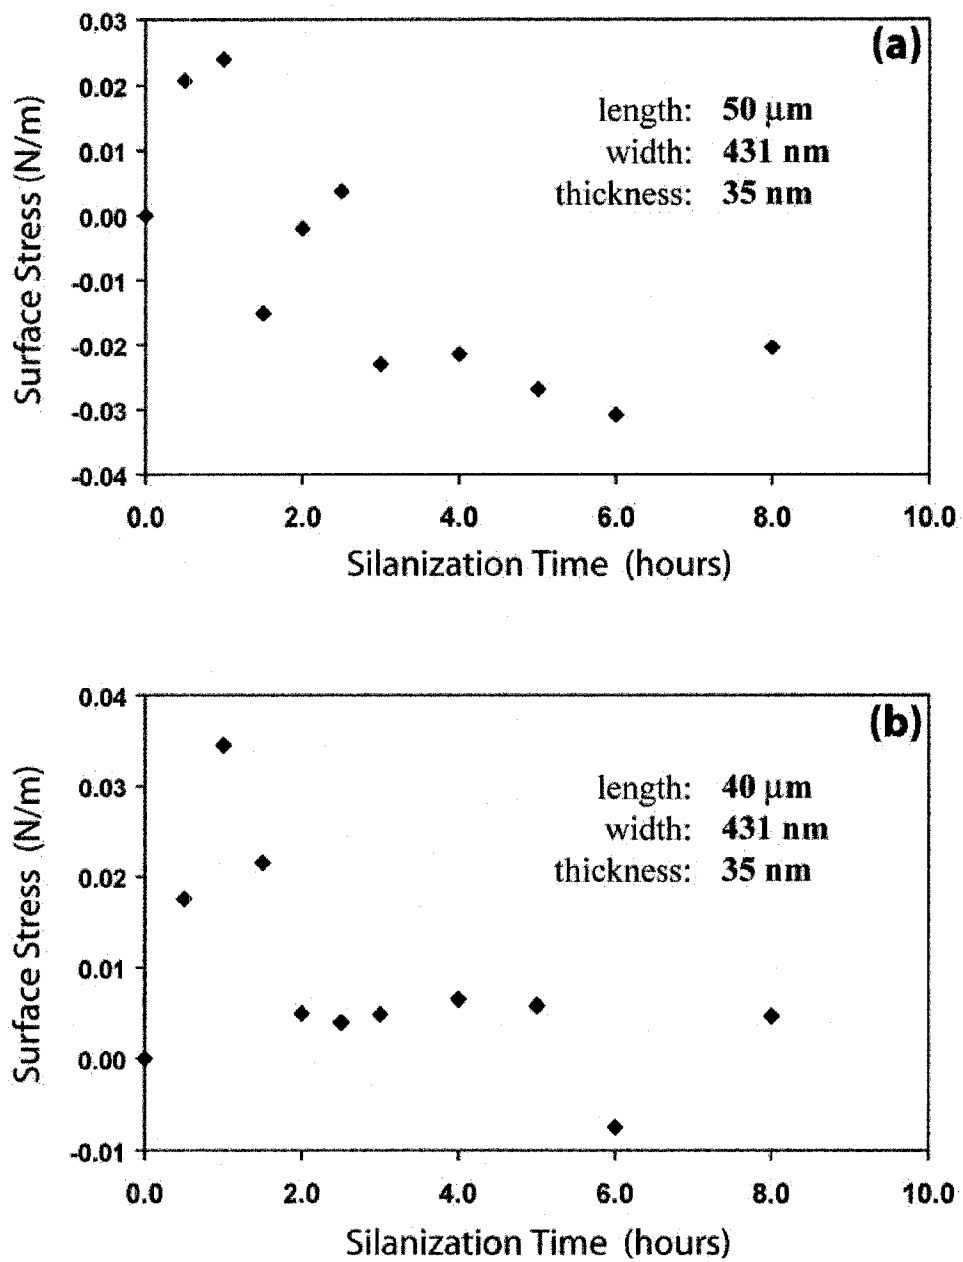 (a)
0.03
0.02
0.01
0.00
-0.01
-0.02
-0.03
-0.04
Surface Stress (N/m)
length: 50 μm
width: 431 nm
thickness: 35 nm
0.0 2.0 4.0 6.0 8.0 10.0
Silanization Time (hours)
(b)
0.04
0.03
0.02
0.01
0.00
-0.01
Surface Stress (N/m)
length: 40 μm
width: 431 nm
thickness: 35 nm
0.0 2.0 4.0 6.0 8.0 10.0
Silanization Time (hours)